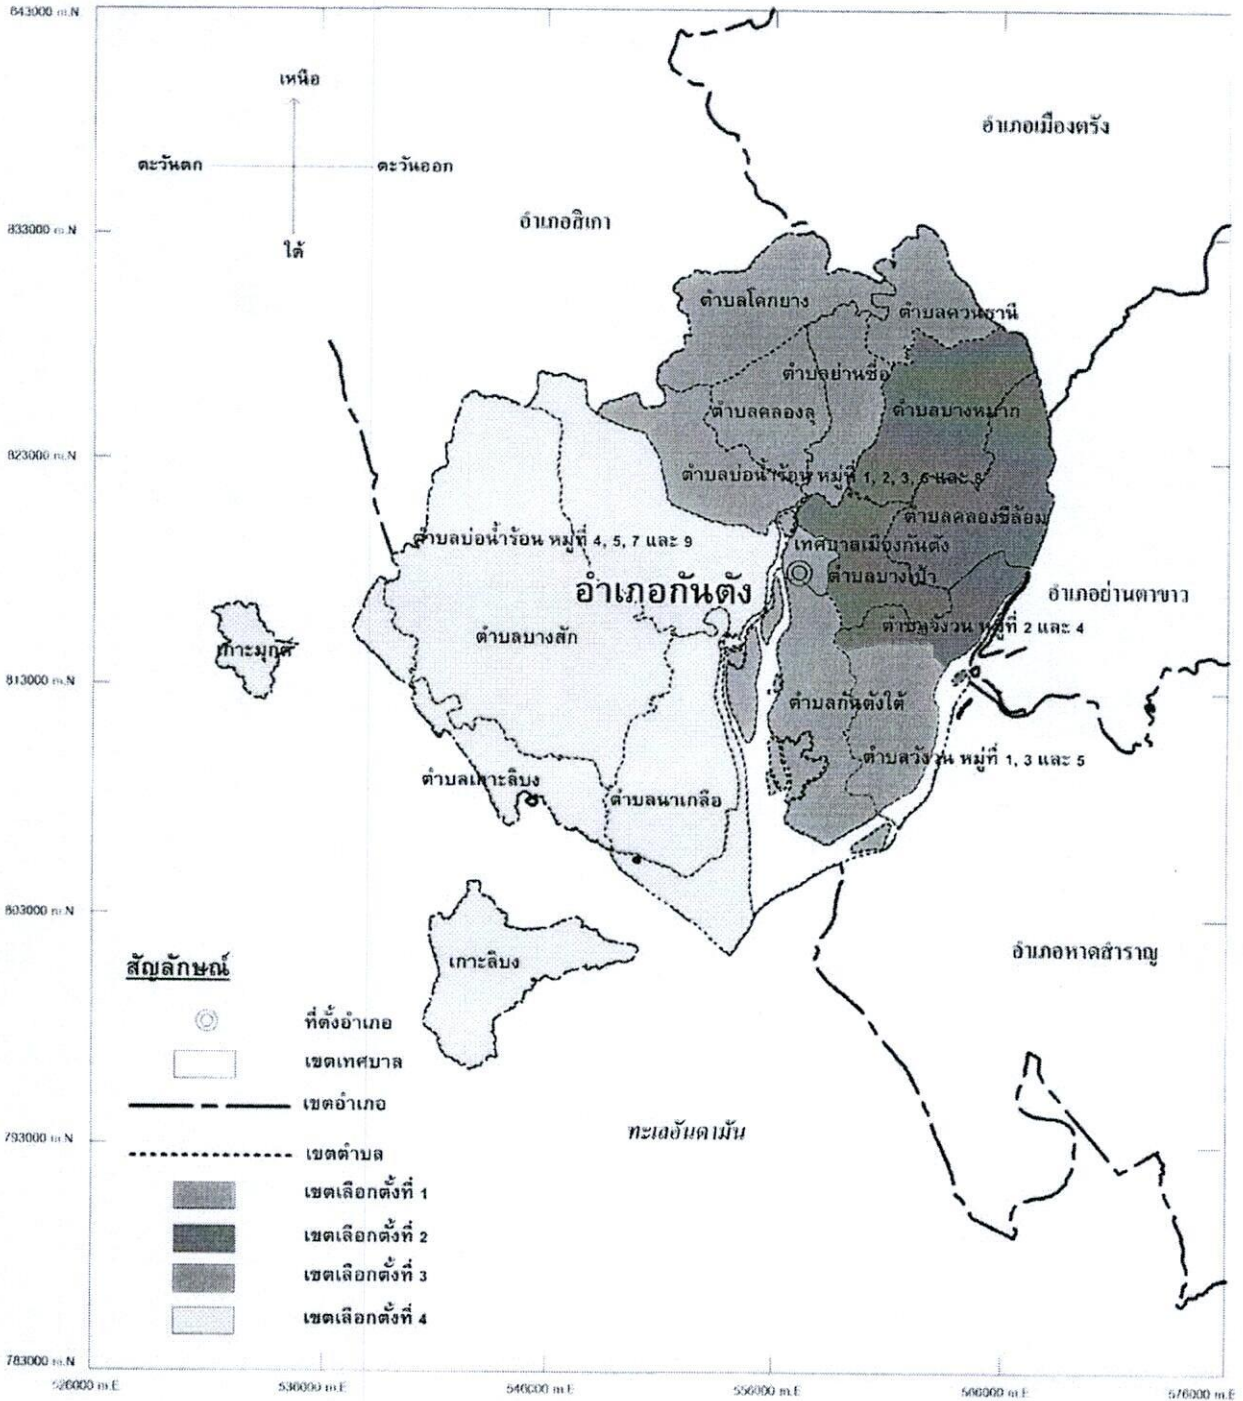 843000 m.N
เหนือ
อำเภอเมืองตรัง
ตะวันตก
ตะวันออก
อำเภอสิเกา
833000 m.N
ใต้
ตำบลโคกยาง
ตำบลควนธานี
ตำบลย่านซื่อ
ตำบลคลองลุ
ตำบลบางหมาก
823000 m.N
ตำบลบ่อน้ำร้อน หมู่ที่ 1, 2, 3, 6 และ 8
ตำบลคลองชีล้อม
ตำบลบ่อน้ำร้อน หมู่ที่ 4, 5, 7 และ 9
เทศบาลเมืองกันตัง
ตำบลบางเป้า
อำเภอกันตัง
อำเภอย่านตาขาว
ตำบลวังวน หมู่ที่ 2 และ 4
ตำบลบางสัก
เกาะมุกด์
813000 m.N
ตำบลกันตังใต้
ตำบลวังวน หมู่ที่ 1, 3 และ 5
ตำบลเกาะลิบง
ตำบลนาเกลือ
803000 m.N
เกาะลิบง
อำเภอหาดสำราญ
สัญลักษณ์
ที่ตั้งอำเภอ
เขตเทศบาล
เขตอำเภอ
ทะเลอันดามัน
793000 m.N
เขตตำบล
เขตเลือกตั้งที่ 1
เขตเลือกตั้งที่ 2
เขตเลือกตั้งที่ 3
เขตเลือกตั้งที่ 4
783000 m.N
526000 m.E
536000 m.E
546000 m.E
556000 m.E
566000 m.E
576000 m.E